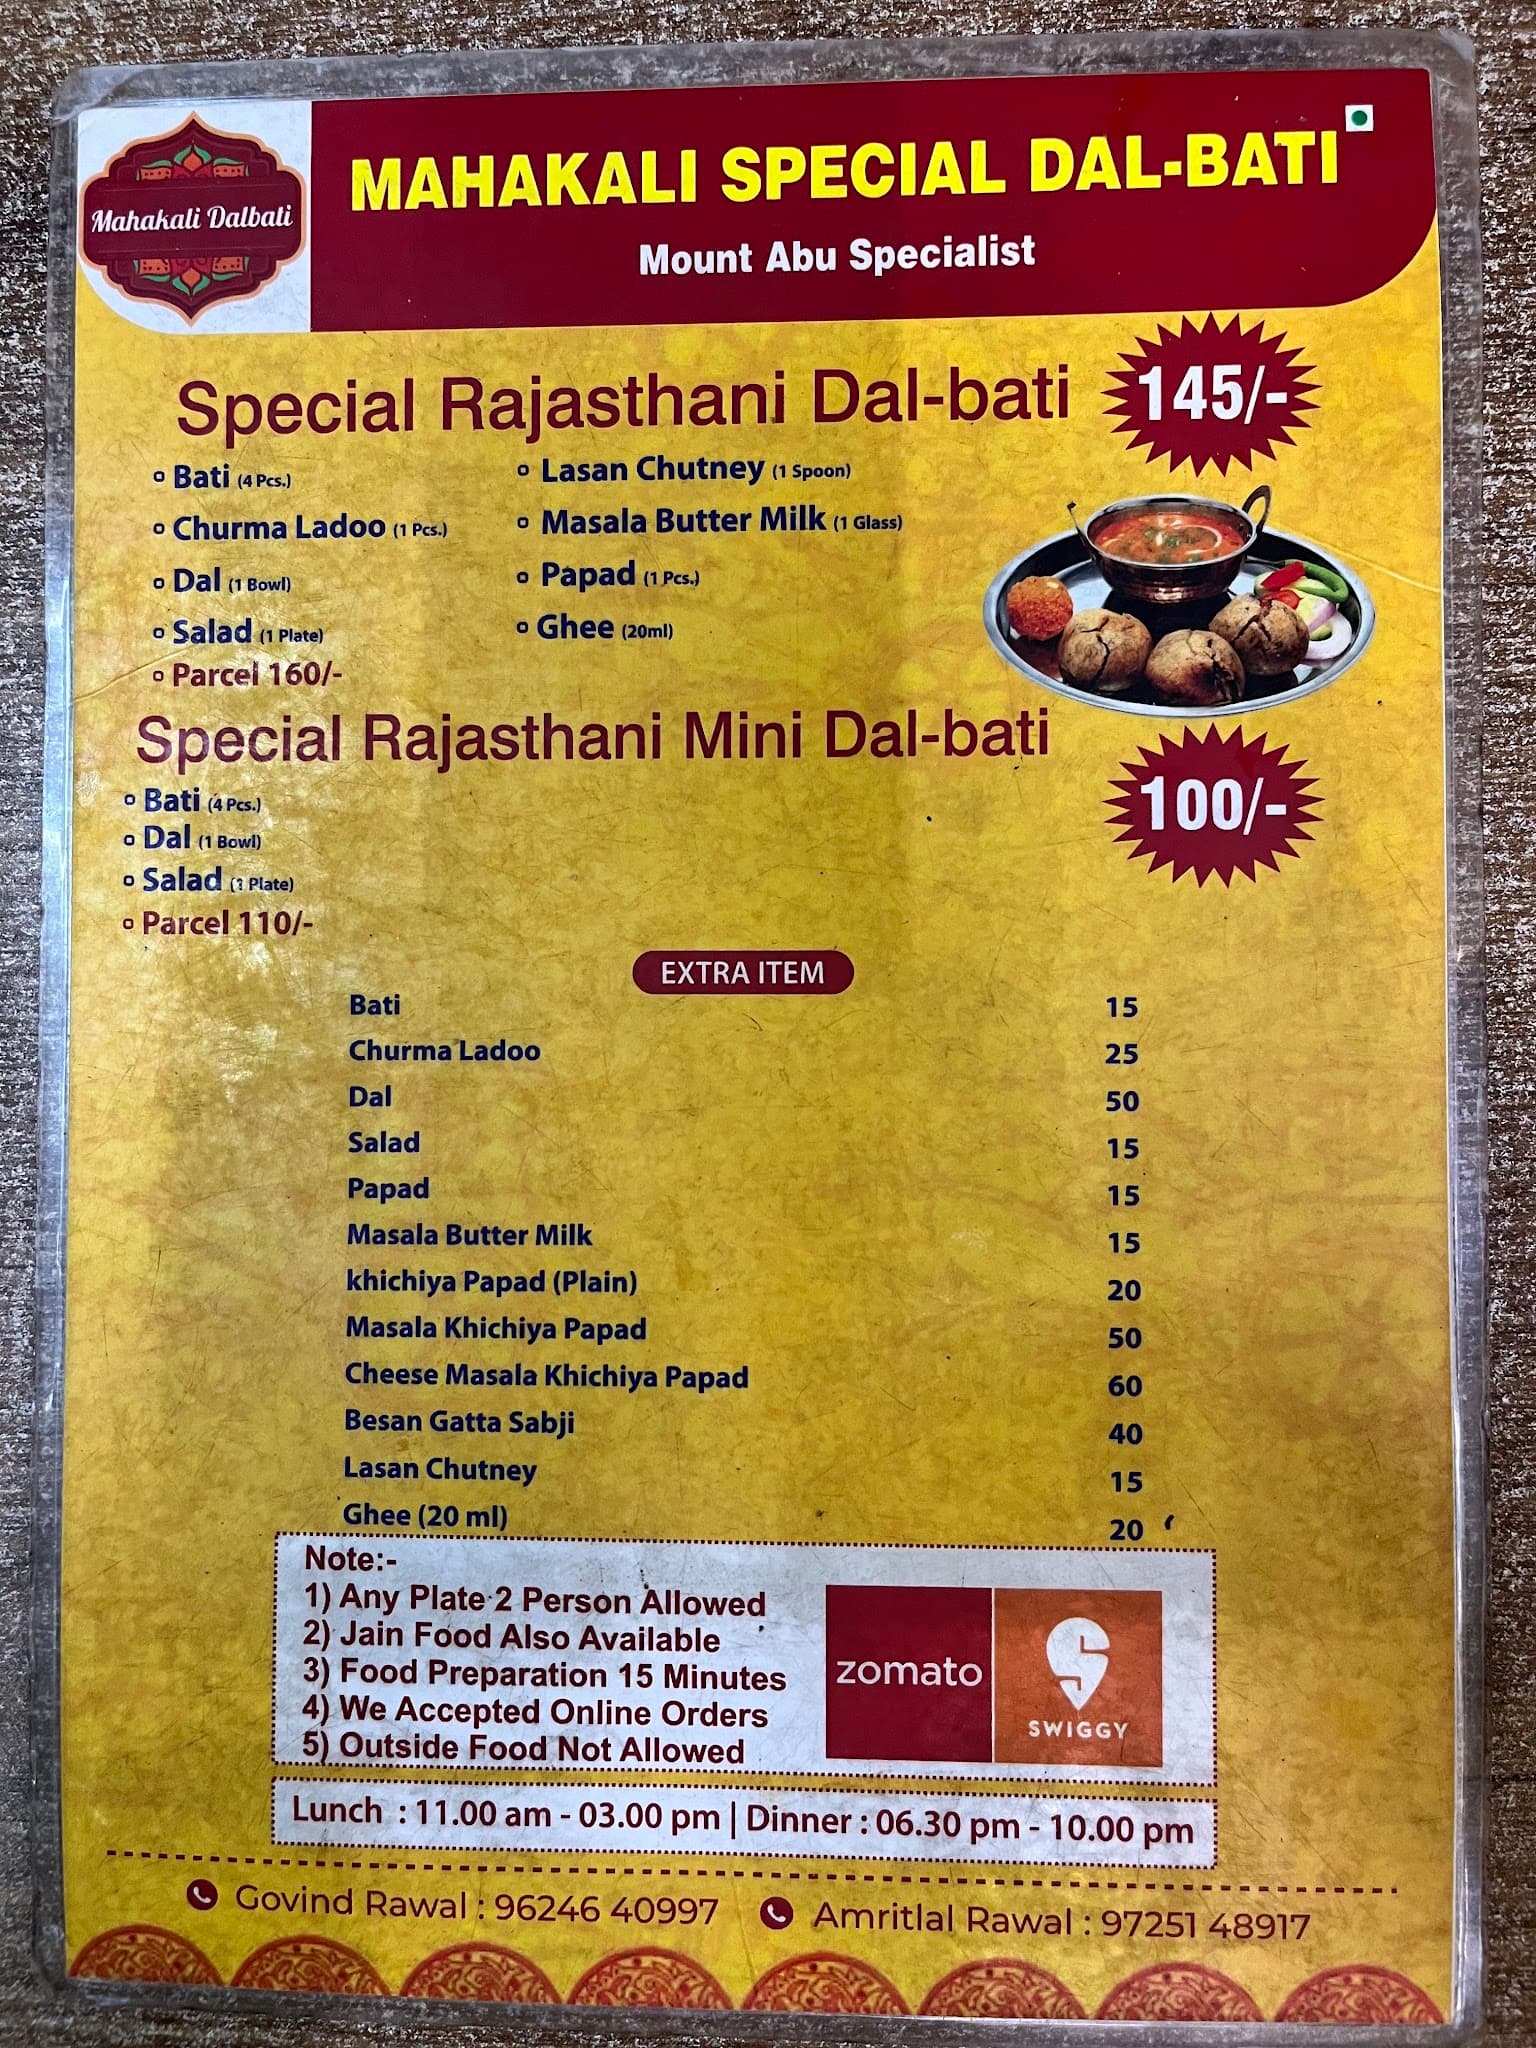 Mahakali Dalbati
MAHAKALI SPECIAL DAL-BATI
Mount Abu Specialist
Special Rajasthani Dal-bati 145/-
Bati (4 Pcs.)
Churma Ladoo (1 Pcs.)
Dal (1 Bowl)
Salad (1 Plate)
Parcel 160/-
Lasan Chutney (1 Spoon)
Masala Butter Milk (1 Glass)
Papad (1 Pcs.)
Ghee (20ml)
Special Rajasthani Mini Dal-bati 100/-
Bati (4 Pcs.)
Dal (1 Bowl)
Salad (1 Plate)
Parcel 110/-
EXTRA ITEM
Bati 15
Churma Ladoo 25
Dal 50
Salad 15
Papad 15
Masala Butter Milk 15
khichiya Papad (Plain) 20
Masala Khichiya Papad 50
Cheese Masala Khichiya Papad 60
Besan Gatta Sabji 40
Lasan Chutney 15
Ghee (20 ml) 20
Note:-
1) Any Plate 2 Person Allowed
2) Jain Food Also Available
3) Food Preparation 15 Minutes
4) We Accepted Online Orders
5) Outside Food Not Allowed
zomato
SWIGGY
Lunch : 11.00 am - 03.00 pm | Dinner : 06.30 pm - 10.00 pm
Govind Rawal : 96246 40997 Amritlal Rawal : 97251 48917